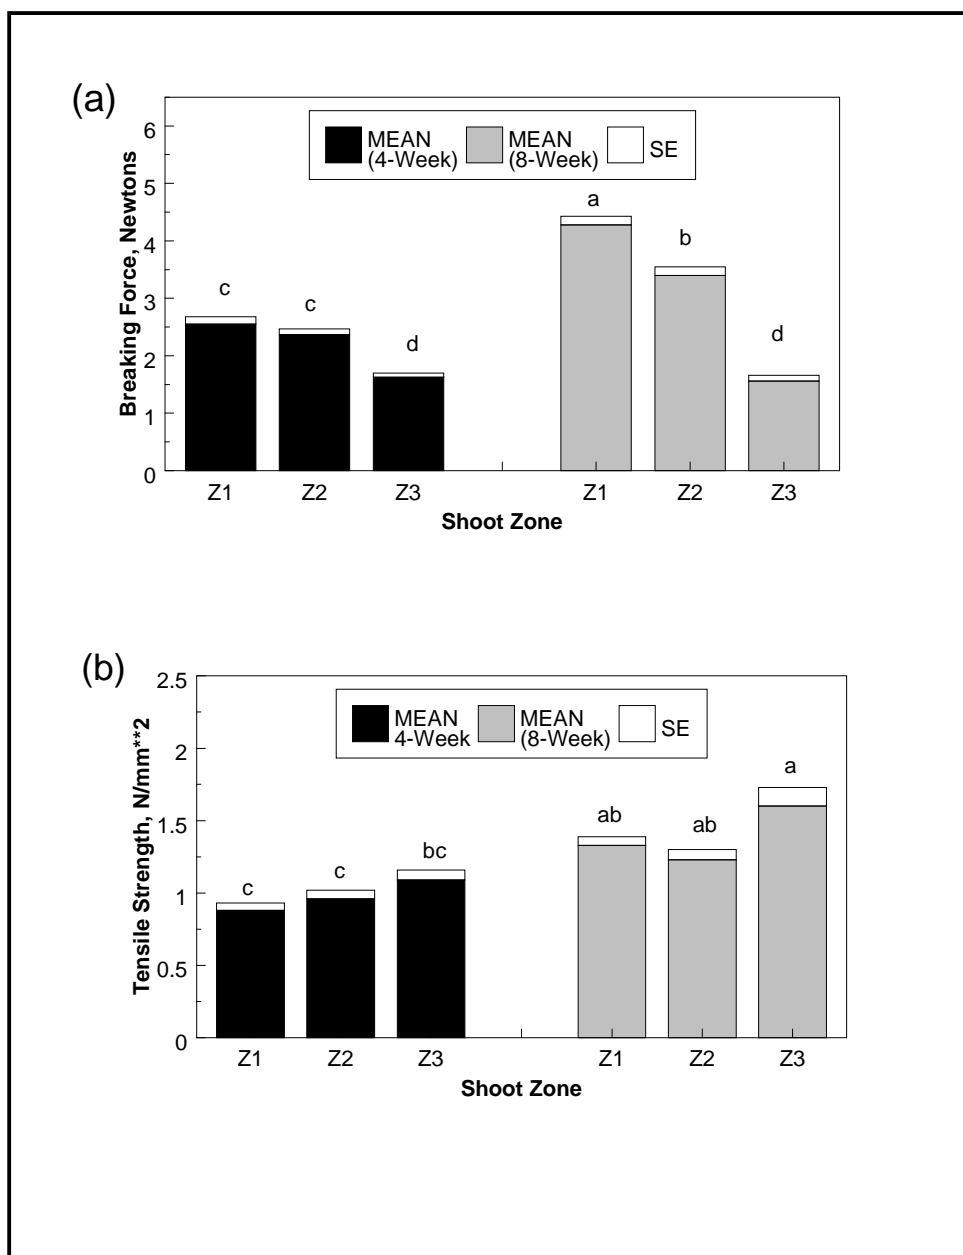 (a)
6
5
4
3
2
1
0
Breaking Force, Newtons
MEAN
(4-Week)
MEAN
(8-Week)
SE
c
c
d
a
b
d
Z1
Z2
Z3
Z1
Z2
Z3
Shoot Zone
(b)
2.5
2
1.5
1
0.5
0
Tensile Strength, N/mm**2
MEAN
4-Week
MEAN
(8-Week)
SE
c
c
bc
ab
ab
a
Z1
Z2
Z3
Z1
Z2
Z3
Shoot Zone